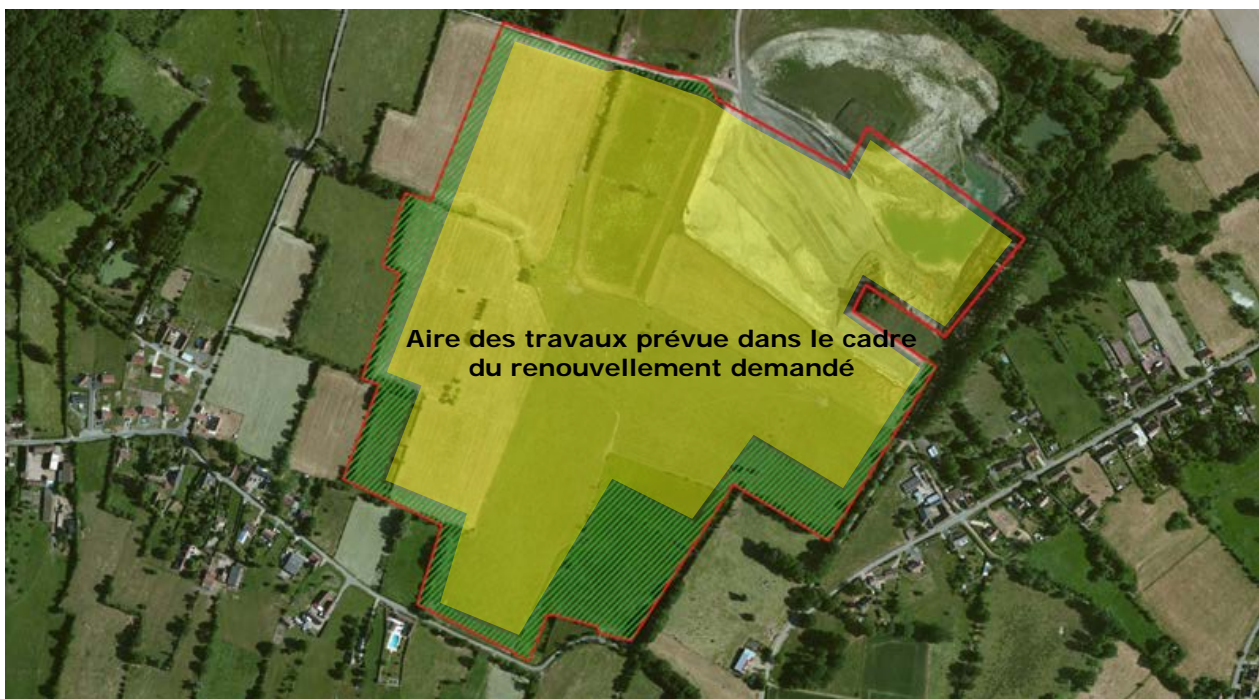 Aire des travaux prévue dans le cadre
du renouvellement demandé